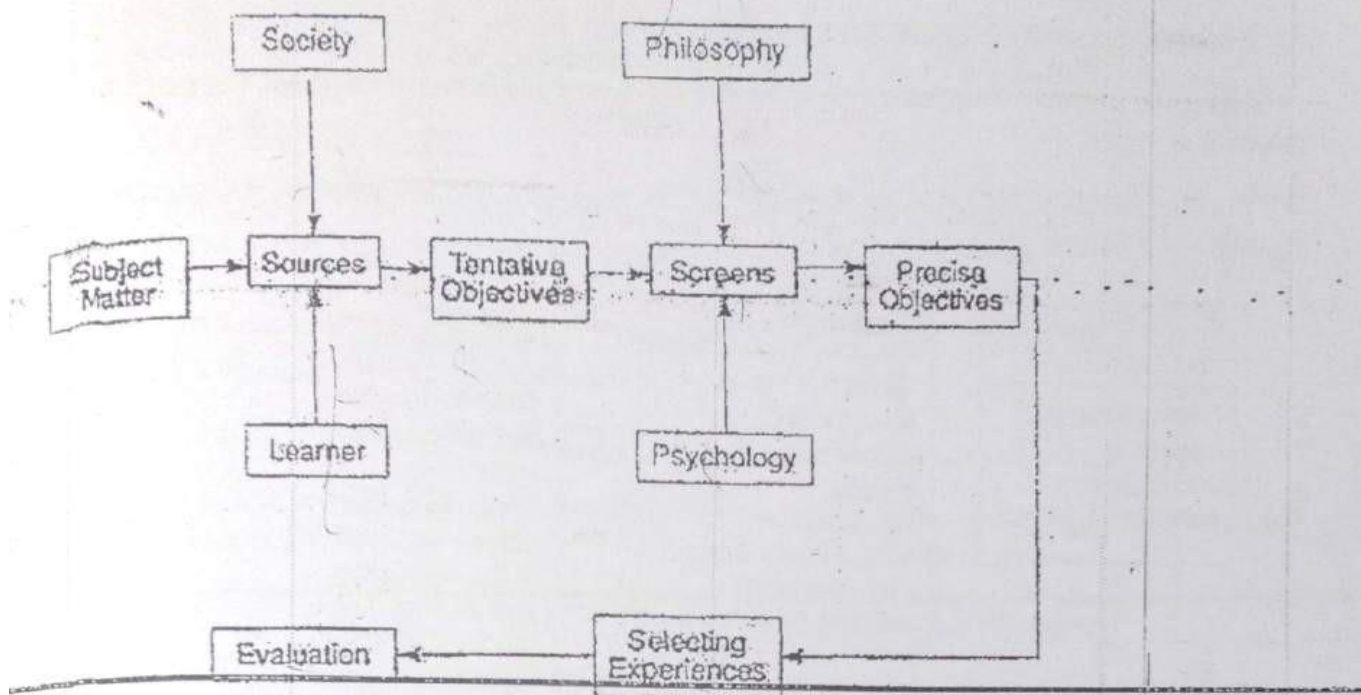 Society
Philosophy
Subject
Matter
Sources
Tentative
Objectives
Screens
Precise
Objectives
Learner
Psychology
Evaluation
Selecting
Experiences